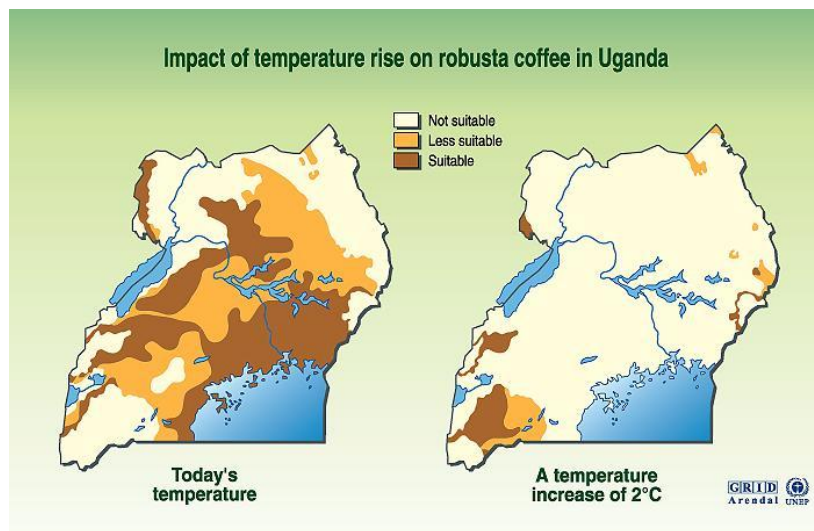 Impact of temperature rise on robusta coffee in Uganda
Not suitable
Less suitable
Suitable
Today's
temperature
A temperature
increase of 2°C
GRID
Arendal
UNEP